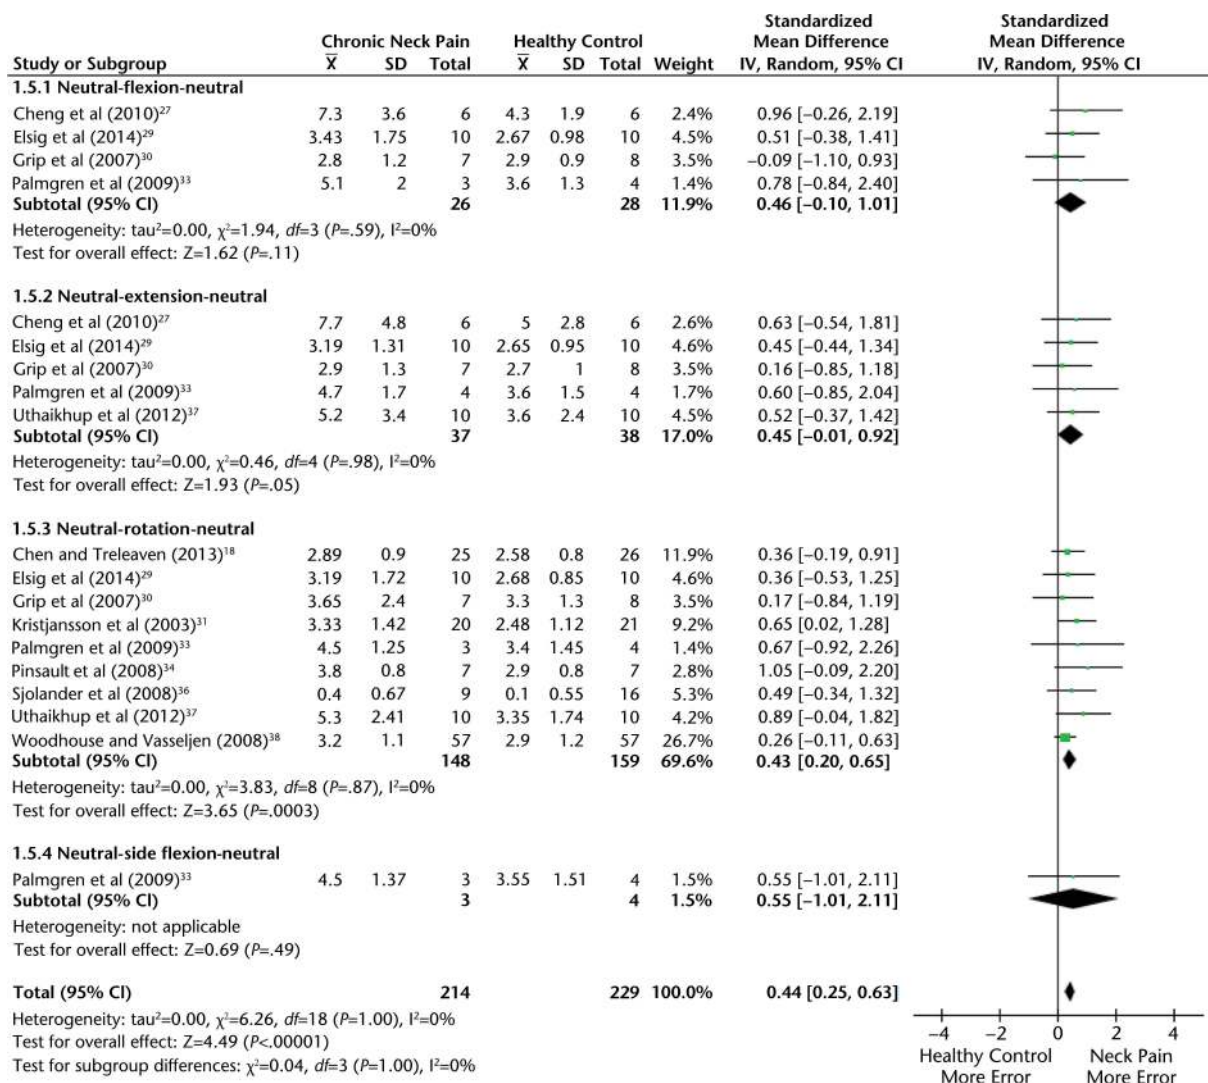 Standardized Standardized
Chronic Neck Pain Healthy Control Mean Difference Mean Difference
Study or Subgroup X̅ SD Total X̅ SD Total Weight IV, Random, 95% CI IV, Random, 95% CI
1.5.1 Neutral-flexion-neutral
Cheng et al (2010)²⁷ 7.3 3.6 6 4.3 1.9 6 2.4% 0.96 [−0.26, 2.19]
Elsig et al (2014)²⁹ 3.43 1.75 10 2.67 0.98 10 4.5% 0.51 [−0.38, 1.41]
Grip et al (2007)³⁰ 2.8 1.2 7 2.9 0.9 8 3.5% −0.09 [−1.10, 0.93]
Palmgren et al (2009)³³ 5.1 2 3 3.6 1.3 4 1.4% 0.78 [−0.84, 2.40]
Subtotal (95% CI) 26 28 11.9% 0.46 [−0.10, 1.01]
Heterogeneity: tau²=0.00, χ²=1.94, df=3 (P=.59), I²=0%
Test for overall effect: Z=1.62 (P=.11)
1.5.2 Neutral-extension-neutral
Cheng et al (2010)²⁷ 7.7 4.8 6 5 2.8 6 2.6% 0.63 [−0.54, 1.81]
Elsig et al (2014)²⁹ 3.19 1.31 10 2.65 0.95 10 4.6% 0.45 [−0.44, 1.34]
Grip et al (2007)³⁰ 2.9 1.3 7 2.7 1 8 3.5% 0.16 [−0.85, 1.18]
Palmgren et al (2009)³³ 4.7 1.7 4 3.6 1.5 4 1.7% 0.60 [−0.85, 2.04]
Uthaikhup et al (2012)³⁷ 5.2 3.4 10 3.6 2.4 10 4.5% 0.52 [−0.37, 1.42]
Subtotal (95% CI) 37 38 17.0% 0.45 [−0.01, 0.92]
Heterogeneity: tau²=0.00, χ²=0.46, df=4 (P=.98), I²=0%
Test for overall effect: Z=1.93 (P=.05)
1.5.3 Neutral-rotation-neutral
Chen and Treleaven (2013)¹⁸ 2.89 0.9 25 2.58 0.8 26 11.9% 0.36 [−0.19, 0.91]
Elsig et al (2014)²⁹ 3.19 1.72 10 2.68 0.85 10 4.6% 0.36 [−0.53, 1.25]
Grip et al (2007)³⁰ 3.65 2.4 7 3.3 1.3 8 3.5% 0.17 [−0.84, 1.19]
Kristjansson et al (2003)³¹ 3.33 1.42 20 2.48 1.12 21 9.2% 0.65 [0.02, 1.28]
Palmgren et al (2009)³³ 4.5 1.25 3 3.4 1.45 4 1.4% 0.67 [−0.92, 2.26]
Pinsault et al (2008)³⁴ 3.8 0.8 7 2.9 0.8 7 2.8% 1.05 [−0.09, 2.20]
Sjolander et al (2008)³⁶ 0.4 0.67 9 0.1 0.55 16 5.3% 0.49 [−0.34, 1.32]
Uthaikhup et al (2012)³⁷ 5.3 2.41 10 3.35 1.74 10 4.2% 0.89 [−0.04, 1.82]
Woodhouse and Vasseljen (2008)³⁸ 3.2 1.1 57 2.9 1.2 57 26.7% 0.26 [−0.11, 0.63]
Subtotal (95% CI) 148 159 69.6% 0.43 [0.20, 0.65]
Heterogeneity: tau²=0.00, χ²=3.83, df=8 (P=.87), I²=0%
Test for overall effect: Z=3.65 (P=.0003)
1.5.4 Neutral-side flexion-neutral
Palmgren et al (2009)³³ 4.5 1.37 3 3.55 1.51 4 1.5% 0.55 [−1.01, 2.11]
Subtotal (95% CI) 3 4 1.5% 0.55 [−1.01, 2.11]
Heterogeneity: not applicable
Test for overall effect: Z=0.69 (P=.49)
Total (95% CI) 214 229 100.0% 0.44 [0.25, 0.63]
Heterogeneity: tau²=0.00, χ²=6.26, df=18 (P=1.00), I²=0%
Test for overall effect: Z=4.49 (P<.00001)
Test for subgroup differences: χ²=0.04, df=3 (P=1.00), I²=0%
−4 −2 0 2 4
Healthy Control Neck Pain
More Error More Error